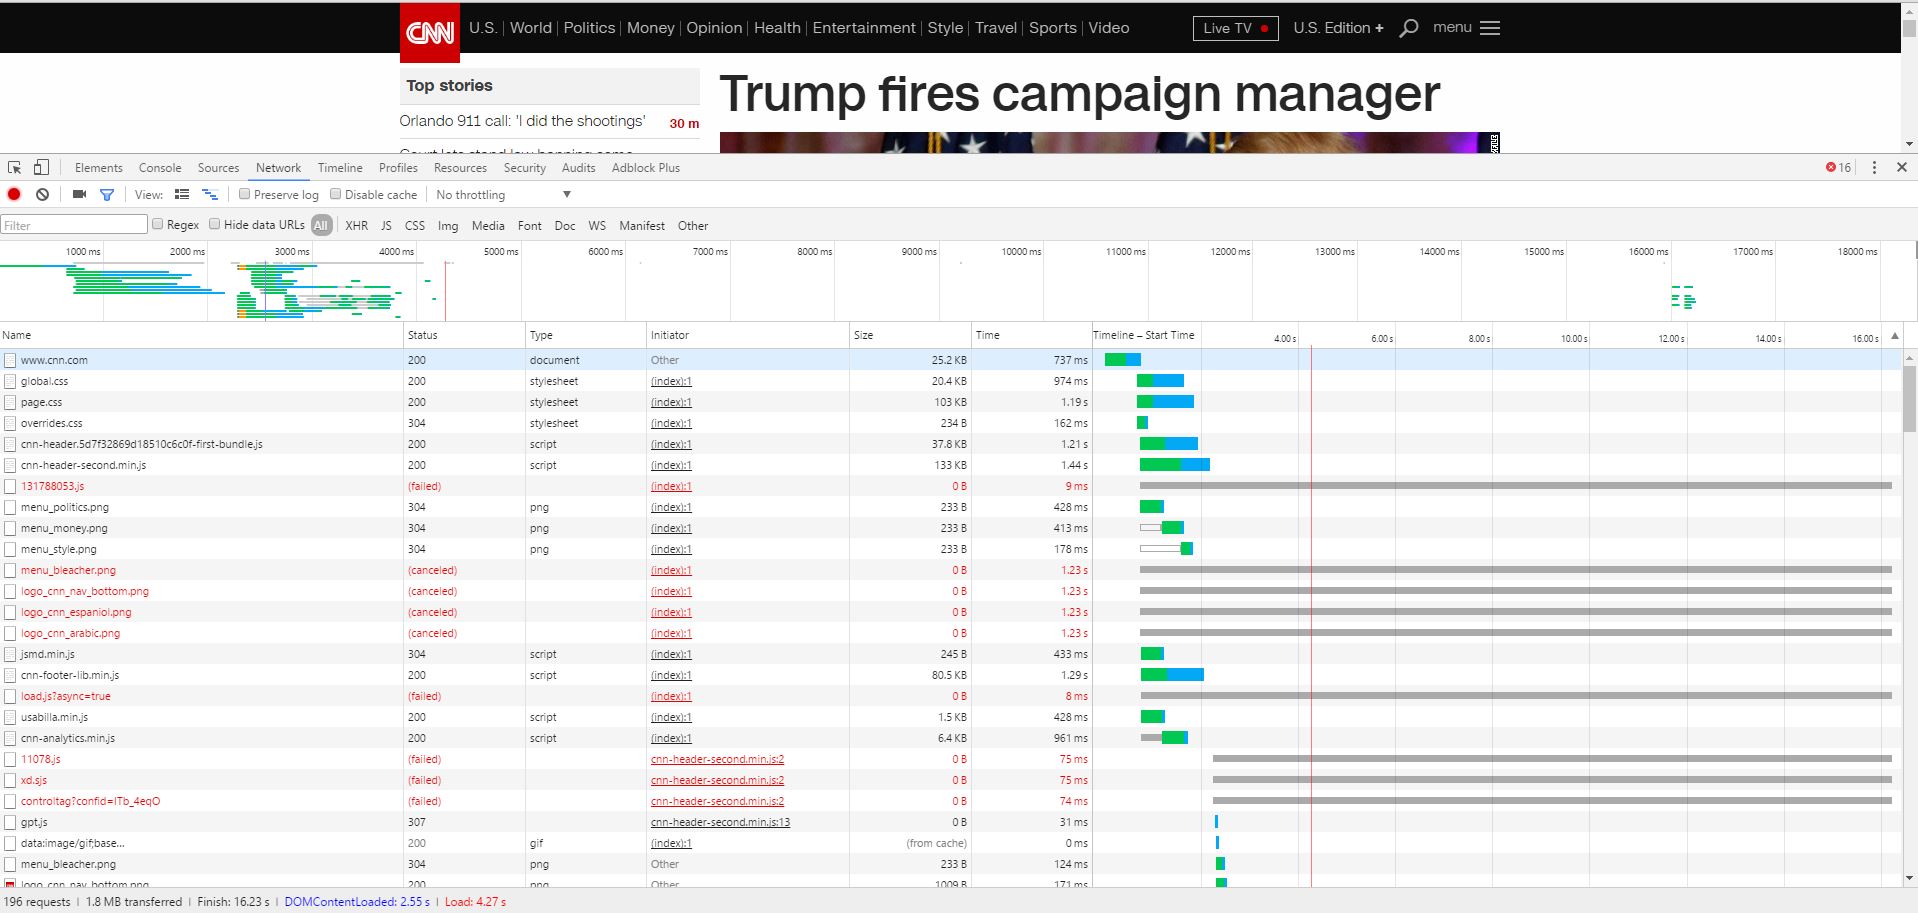 CNN U.S. World Politics Money Opinion Health Entertainment Style Travel Sports Video Live TV U.S. Edition + menu
Top stories
Trump fires campaign manager
Orlando 911 call: 'I did the shootings' 30 m
Elements Console Sources Network Timeline Profiles Resources Security Audits Adblock Plus 16
View: Preserve log Disable cache No throttling
Filter Regex Hide data URLs All XHR JS CSS Img Media Font Doc WS Manifest Other
1000 ms 2000 ms 3000 ms 4000 ms 5000 ms 6000 ms 7000 ms 8000 ms 9000 ms 10000 ms 11000 ms 12000 ms 13000 ms 14000 ms 15000 ms 16000 ms 17000 ms 18000 ms
Name Status Type Initiator Size Time Timeline – Start Time 4.00 s 6.00 s 8.00 s 10.00 s 12.00 s 14.00 s 16.00 s
www.cnn.com 200 document Other 25.2 KB 737 ms
global.css 200 stylesheet (index):1 20.4 KB 974 ms
page.css 200 stylesheet (index):1 103 KB 1.19 s
overrides.css 304 stylesheet (index):1 234 B 162 ms
cnn-header.5d7f32869d18510c6c0f-first-bundle.js 200 script (index):1 37.8 KB 1.21 s
cnn-header-second.min.js 200 script (index):1 133 KB 1.44 s
131788053.js (failed) (index):1 0 B 9 ms
menu_politics.png 304 png (index):1 233 B 428 ms
menu_money.png 304 png (index):1 233 B 413 ms
menu_style.png 304 png (index):1 233 B 178 ms
menu_bleacher.png (canceled) (index):1 0 B 1.23 s
logo_cnn_nav_bottom.png (canceled) (index):1 0 B 1.23 s
logo_cnn_espaniol.png (canceled) (index):1 0 B 1.23 s
logo_cnn_arabic.png (canceled) (index):1 0 B 1.23 s
jsmd.min.js 304 script (index):1 245 B 433 ms
cnn-footer-lib.min.js 200 script (index):1 80.5 KB 1.29 s
load.js?async=true (failed) (index):1 0 B 8 ms
usabilla.min.js 200 script (index):1 1.5 KB 428 ms
cnn-analytics.min.js 200 script (index):1 6.4 KB 961 ms
11078.js (failed) cnn-header-second.min.js:2 0 B 75 ms
xd.sjs (failed) cnn-header-second.min.js:2 0 B 75 ms
controltag?confid=ITb_4eqO (failed) cnn-header-second.min.js:2 0 B 74 ms
gpt.js 307 cnn-header-second.min.js:13 0 B 31 ms
data:image/gif;base... 200 gif (index):1 (from cache) 0 ms
menu_bleacher.png 304 png Other 233 B 124 ms
logo_cnn_nav_bottom.png 200 png Other 1009 B 171 ms
196 requests | 1.8 MB transferred | Finish: 16.23 s | DOMContentLoaded: 2.55 s | Load: 4.27 s